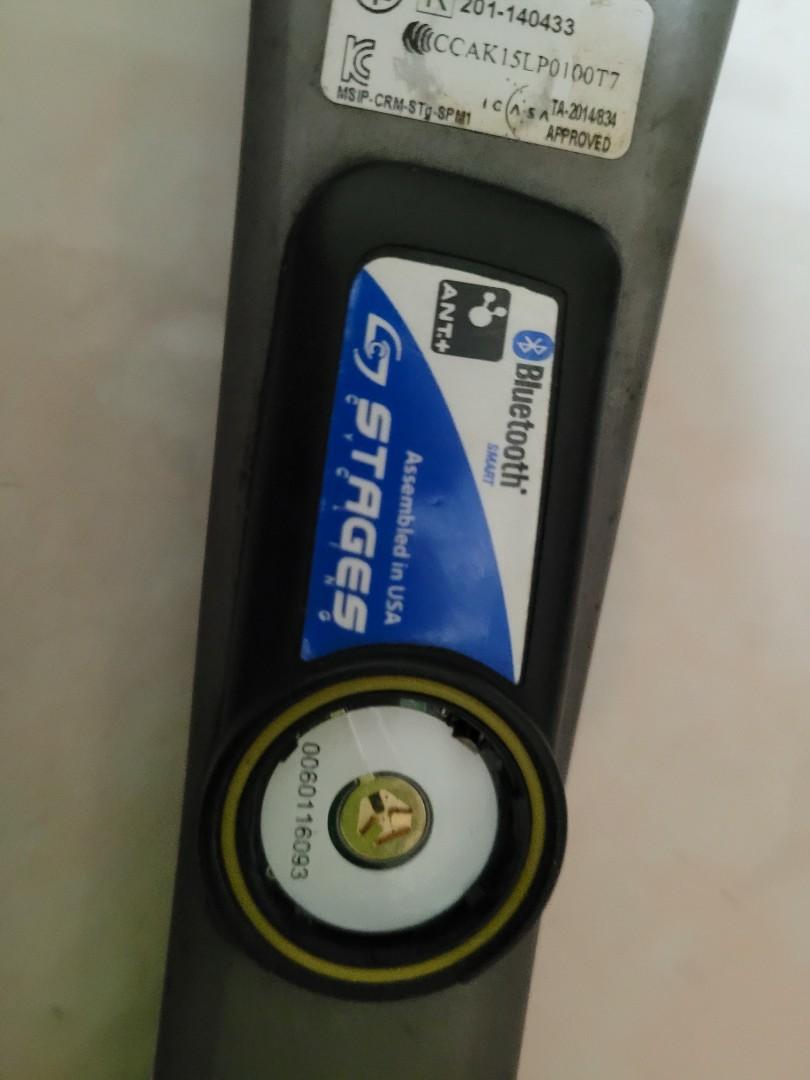 201-140433
CCAK15LP0100T7
MSIP-CRM-STg-SPM1
ICASA
TA-2014/834
APPROVED
ANT+
Bluetooth
SMART
STAGES
CYCLING
Assembled in USA
0060116093